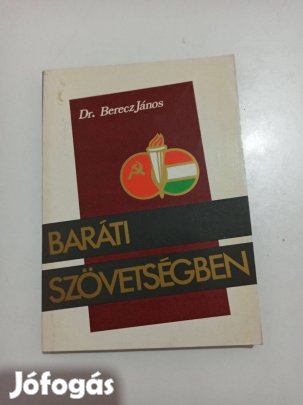 Dr. Berecz János
BARÁTI
SZÖVETSÉGBEN
Jófogás